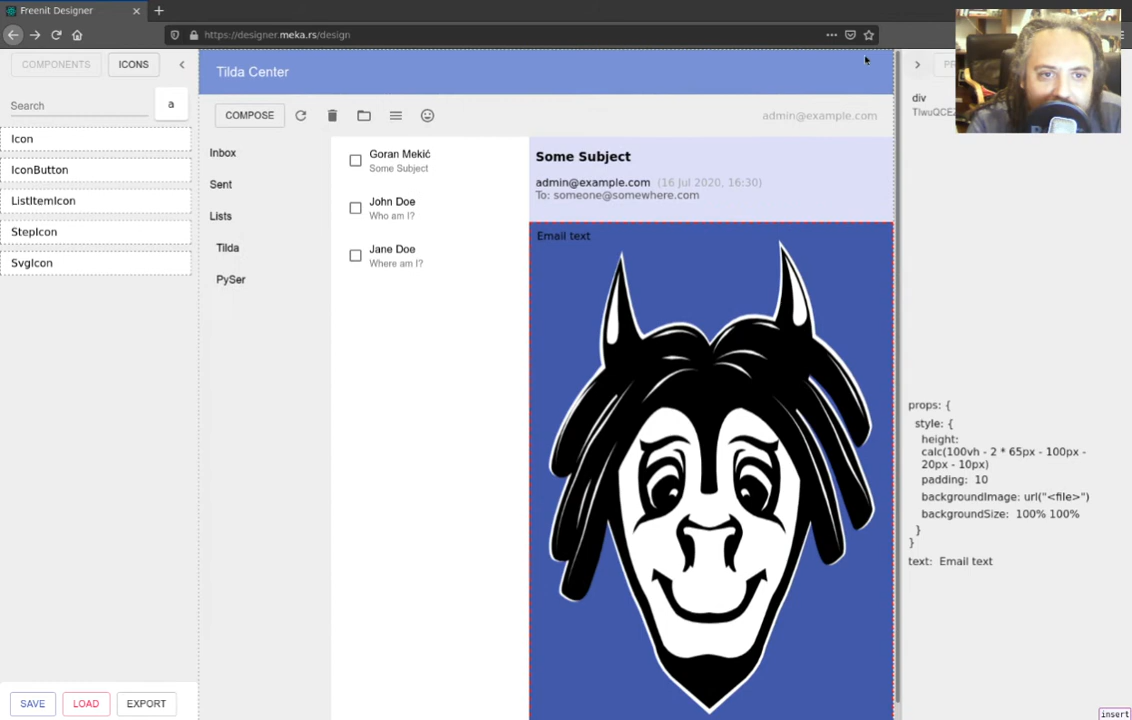 Freenit Designer
https://designer.meka.rs/design
COMPONENTS
ICONS
Search
a
Icon
IconButton
ListItemIcon
StepIcon
SvgIcon
SAVE
LOAD
EXPORT
Tilda Center
COMPOSE
admin@example.com
Inbox
Sent
Lists
Tilda
PySer
Goran Mekić
Some Subject
John Doe
Who am I?
Jane Doe
Where am I?
Some Subject
admin@example.com (16 Jul 2020, 16:30)
To: someone@somewhere.com
Email text
div
props: {
style: {
height:
calc(100vh - 2 * 65px - 100px -
20px - 10px)
padding: 10
backgroundImage: url("<file>")
backgroundSize: 100% 100%
}
}
text: Email text
insert